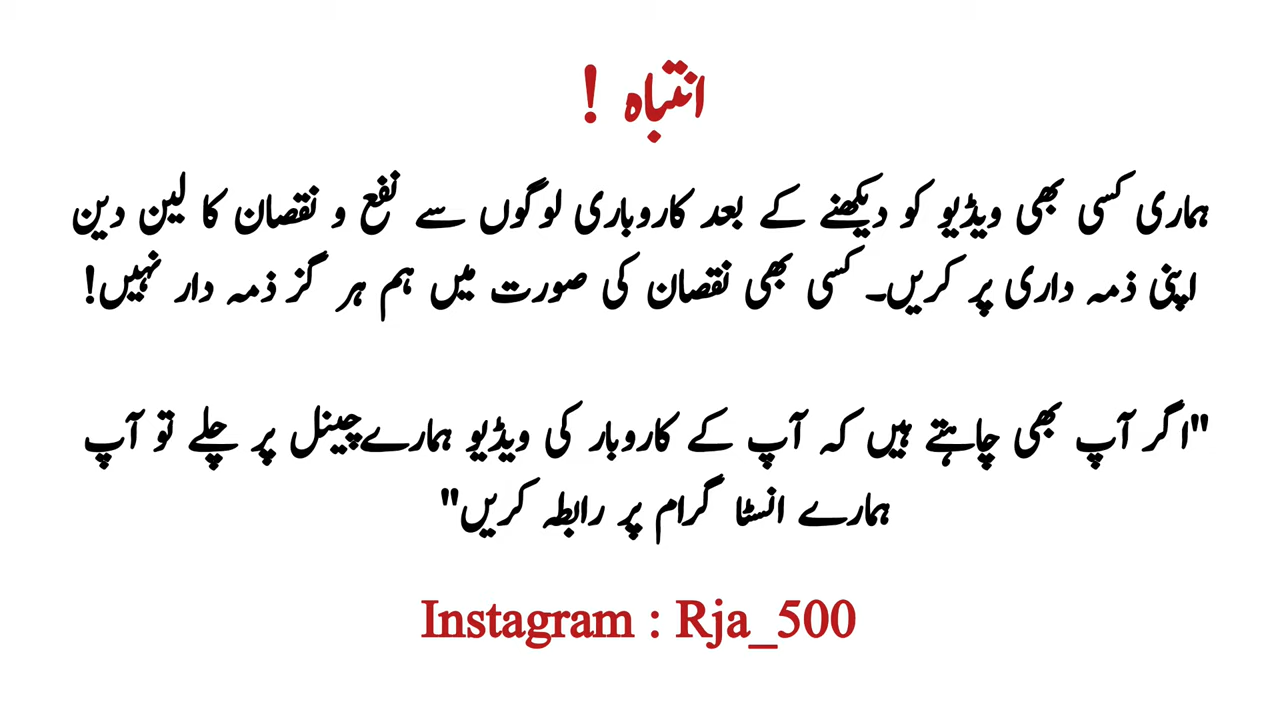 انتباہ !
ہماری کسی بھی ویڈیو کو دیکھنے کے بعد کاروباری لوگوں سے نفع و نقصان کا لین دین
اپنی ذمہ داری پر کریں۔ کسی بھی نقصان کی صورت میں ہم ہر گز ذمہ دار نہیں!
"اگر آپ بھی چاہتے ہیں کہ آپ کے کاروبار کی ویڈیو ہمارے چینل پر چلے تو آپ
ہمارے انسٹا گرام پر رابطہ کریں"
Instagram : Rja_500